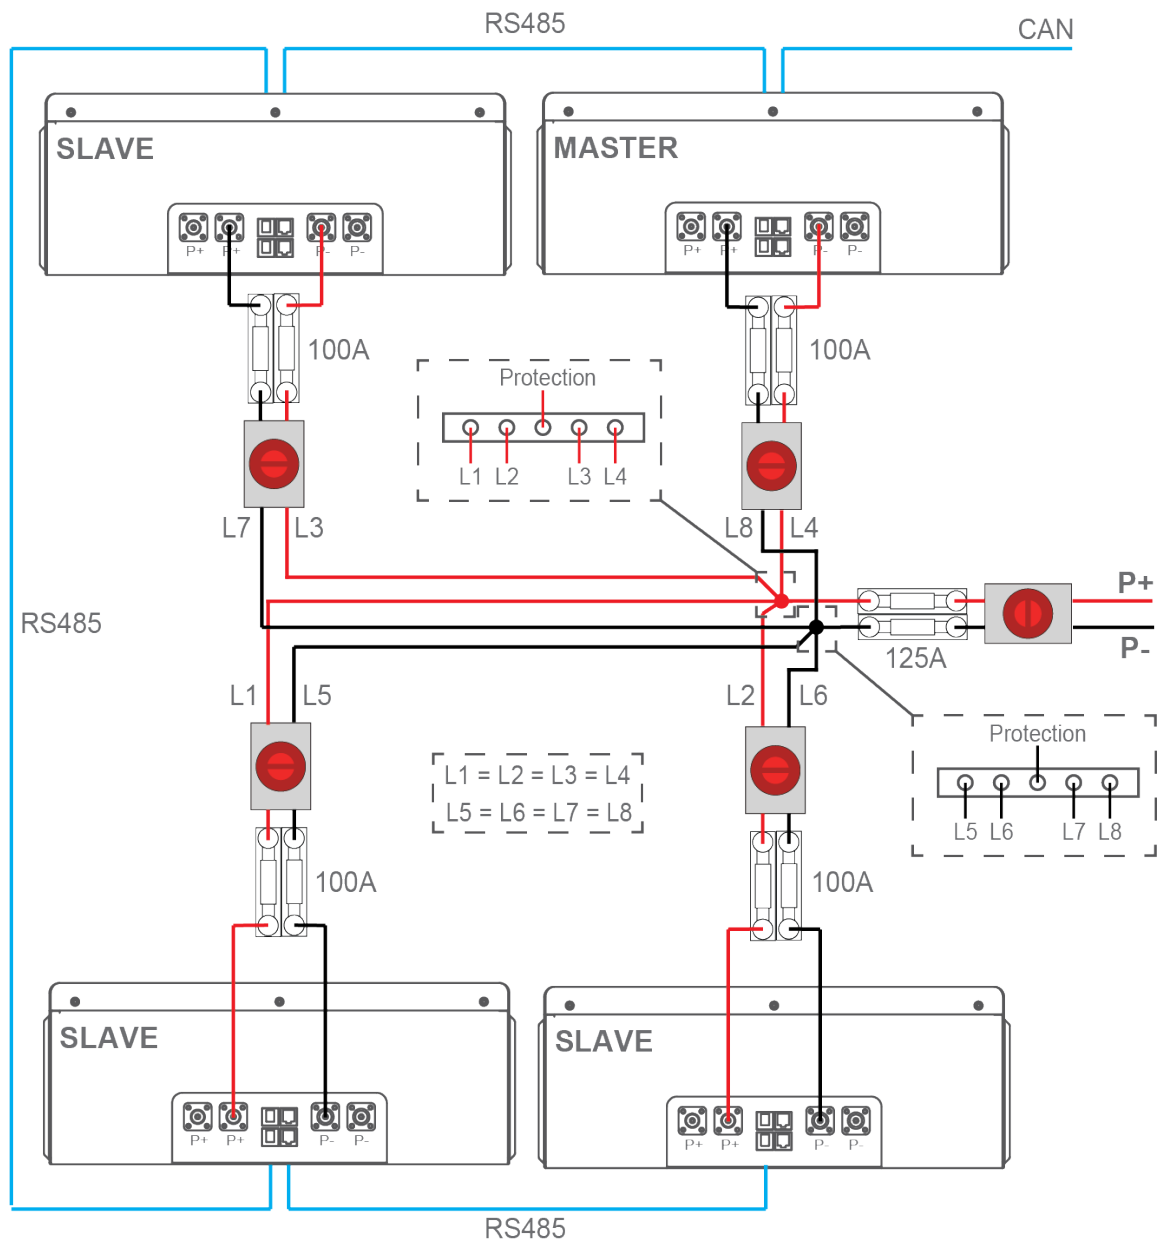 RS485
CAN
SLAVE
MASTER
P+ P+ P- P-
P+ P+ P- P-
100A
100A
Protection
L1 L2 L3 L4
L7 L3
L8 L4
P+
RS485
125A
P-
L1 L5
L2 L6
Protection
L1 = L2 = L3 = L4
L5 = L6 = L7 = L8
L5 L6 L7 L8
100A
100A
SLAVE
SLAVE
P+ P+ P- P-
P+ P+ P- P-
RS485